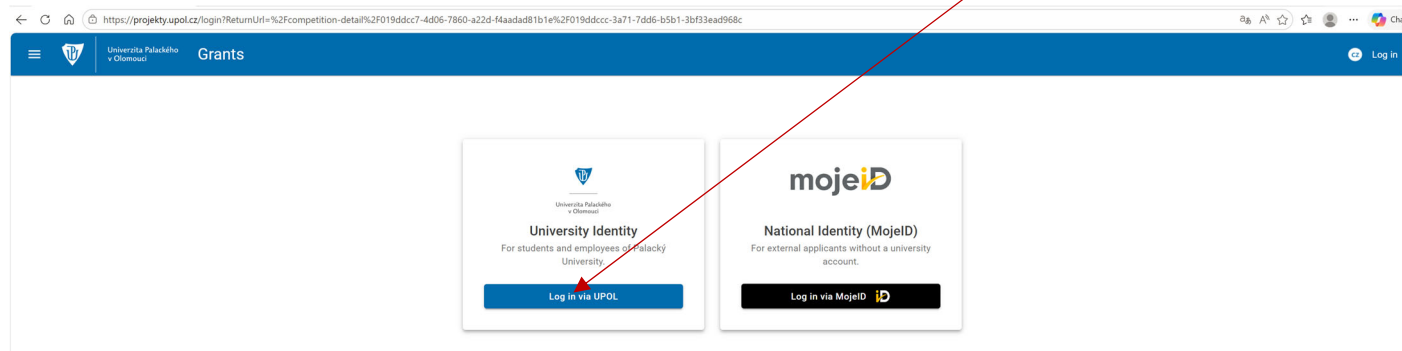 https://projekty.upol.cz/login?ReturnUrl=%2Fcompetition-detail%2F019ddcc7-4d06-7860-a22d-f4aadad81b1e%2F019ddccc-3a71-7dd6-b5b1-3bf33ead968c
Cha
Univerzita Palackého
v Olomouci
Grants
CZ
Log in
Univerzita Palackého
v Olomouci
University Identity
For students and employees of Palacký
University.
Log in via UPOL
mojeiD
National Identity (MojeID)
For external applicants without a university
account.
Log in via MojeID iD